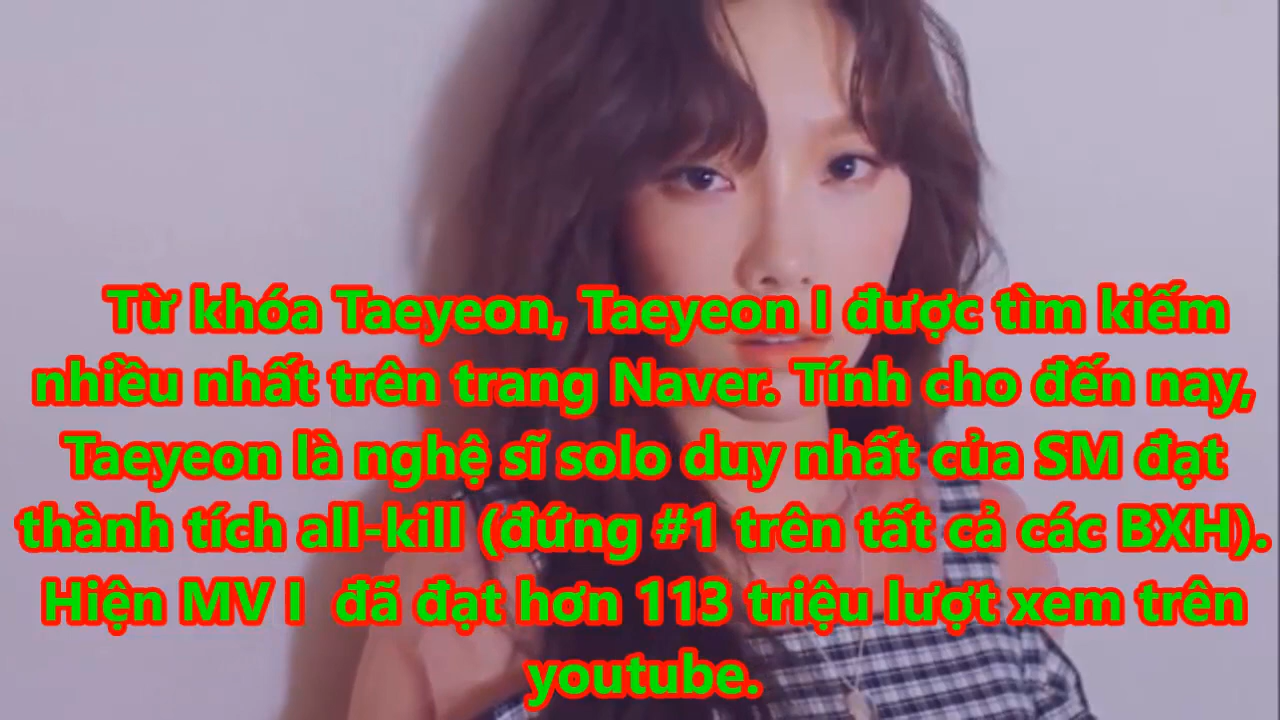 Từ khóa Taeyeon, Taeyeon I được tìm kiếm
nhiều nhất trên trang Naver. Tính cho đến nay,
Taeyeon là nghệ sĩ solo duy nhất của SM đạt
thành tích all-kill (đứng #1 trên tất cả các BXH).
Hiện MV I đã đạt hơn 113 triệu lượt xem trên
youtube.